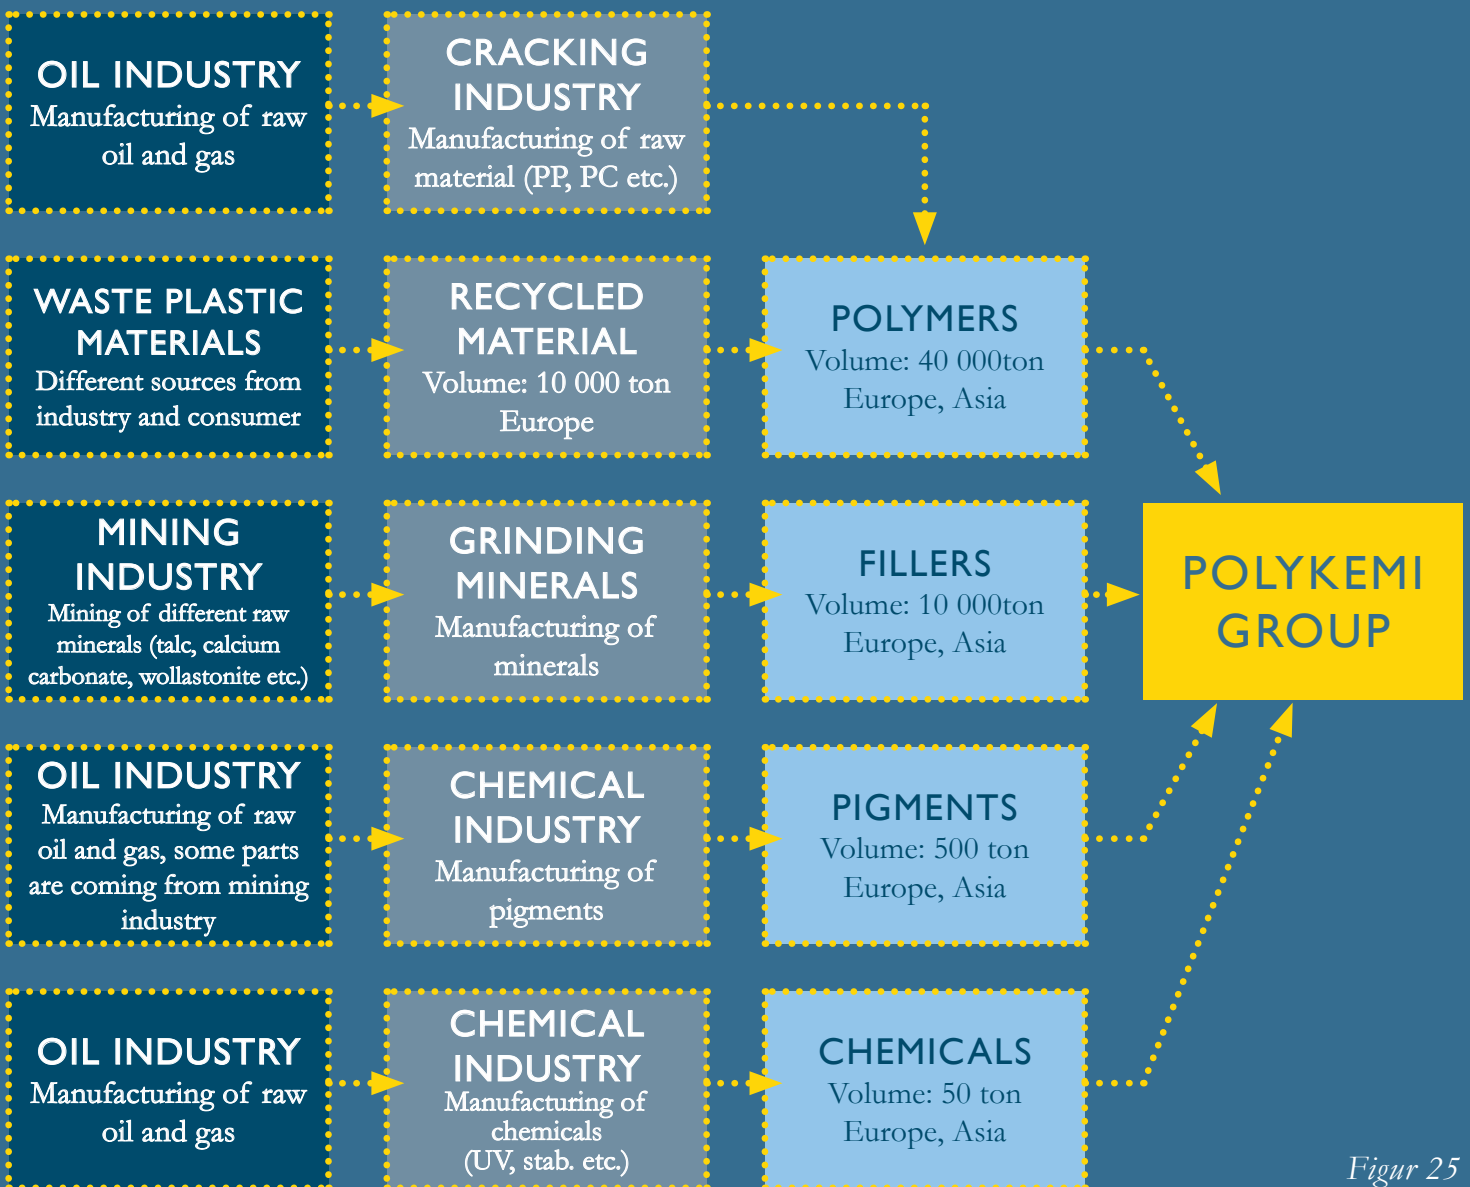 OIL INDUSTRY
Manufacturing of raw
oil and gas
CRACKING
INDUSTRY
Manufacturing of raw
material (PP, PC etc.)
WASTE PLASTIC
MATERIALS
Different sources from
industry and consumer
RECYCLED
MATERIAL
Volume: 10 000 ton
Europe
POLYMERS
Volume: 40 000ton
Europe, Asia
MINING
INDUSTRY
Mining of different raw
minerals (talc, calcium
carbonate, wollastonite etc.)
GRINDING
MINERALS
Manufacturing of
minerals
FILLERS
Volume: 10 000ton
Europe, Asia
POLYKEMI
GROUP
OIL INDUSTRY
Manufacturing of raw
oil and gas, some parts
are coming from mining
industry
CHEMICAL
INDUSTRY
Manufacturing of
pigments
PIGMENTS
Volume: 500 ton
Europe, Asia
OIL INDUSTRY
Manufacturing of raw
oil and gas
CHEMICAL
INDUSTRY
Manufacturing of
chemicals
(UV, stab. etc.)
CHEMICALS
Volume: 50 ton
Europe, Asia
Figur 25